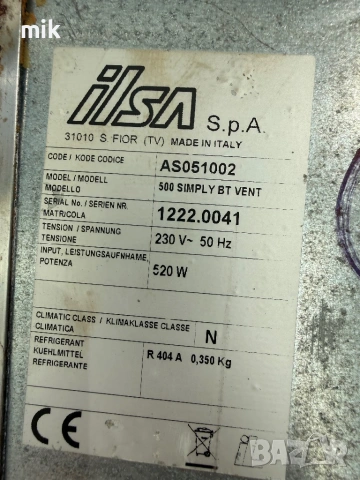 mik
ilsa S.p.A.
31010 S. FIOR (TV) MADE IN ITALY
CODE / KODE CODICE AS051002
MODEL / MODELL MODELLO 500 SIMPLY BT VENT
SERIAL No. / SERIEN NR. MATRICOLA 1222.0041
TENSION / SPANNUNG TENSIONE 230 V~ 50 Hz
INPUT, LEISTUNGSAUFNHAME, POTENZA 520 W
CLIMATIC CLASS / KLIMAKLASSE CLASSE CLIMATICA N
REFRIGERANT KUEHLMITTEL REFRIGERANTE R 404 A 0,350 Kg
CE
BAZAR